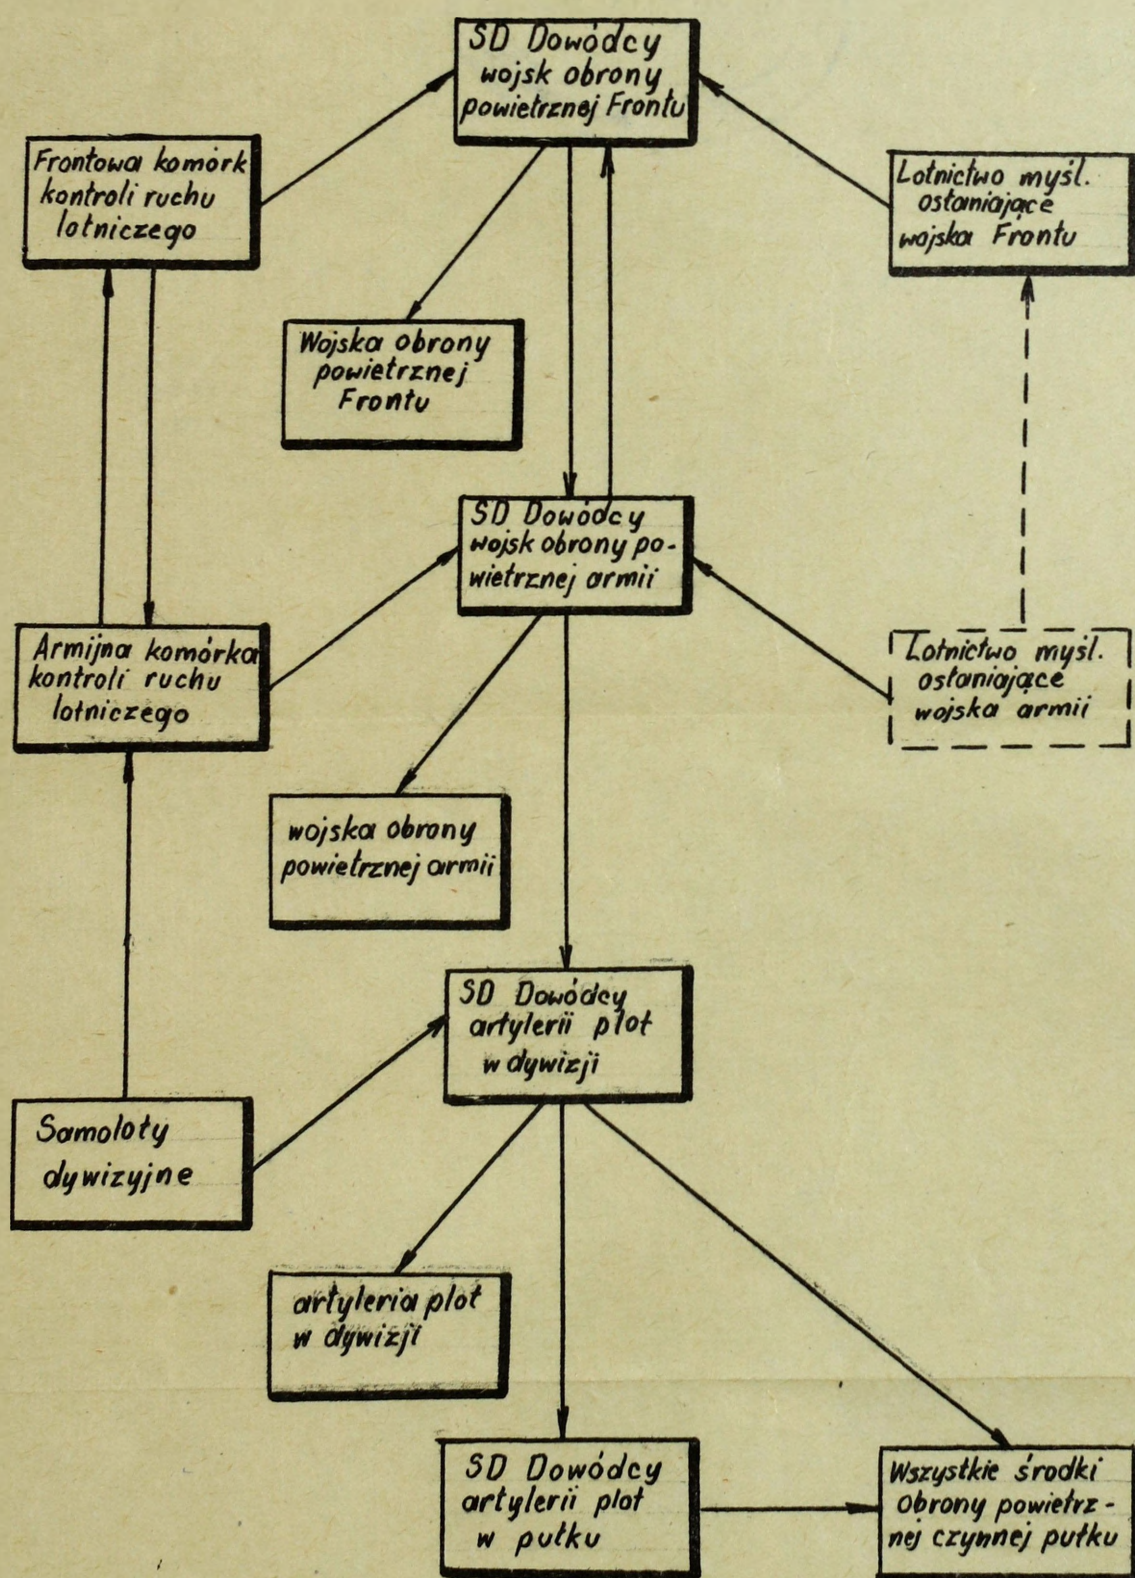 SD Dowódcy
wojsk obrony
powietrznej Frontu
Frontowa komórk
kontroli ruchu
lotniczego
Lotnictwo myśl.
osłaniające
wojska Frontu
Wojska obrony
powietrznej
Frontu
SD Dowódcy
wojsk obrony po-
wietrznej armii
Armijna komórka
kontroli ruchu
lotniczego
Lotnictwo myśl.
osłaniające
wojska armii
wojska obrony
powietrznej armii
SD Dowódcy
artylerii plot
w dywizji
Samoloty
dywizyjne
artyleria plot
w dywizji
SD Dowódcy
artylerii plot
w pułku
Wszystkie środki
Obrony powietrz-
nej czynnej pułku